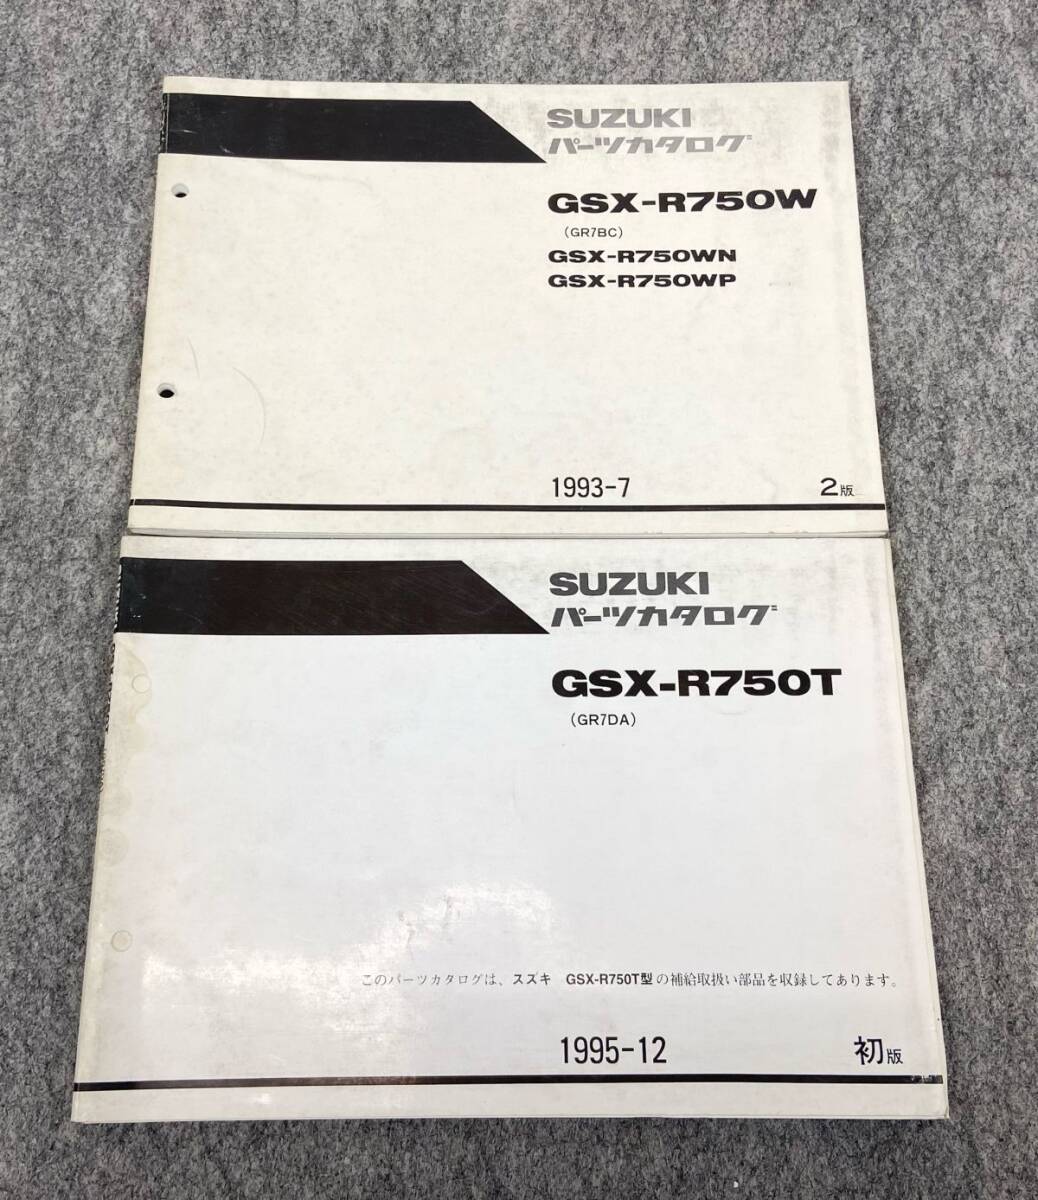 SUZUKI
パーツカタログ
GSX-R750W
(GR7BC)
GSX-R750WN
GSX-R750WP
1993-7 2版
SUZUKI
パーツカタログ
GSX-R750T
(GR7DA)
このパーツカタログは、スズキ GSX-R750T型の補給取扱い部品を収録してあります。
1995-12 初版